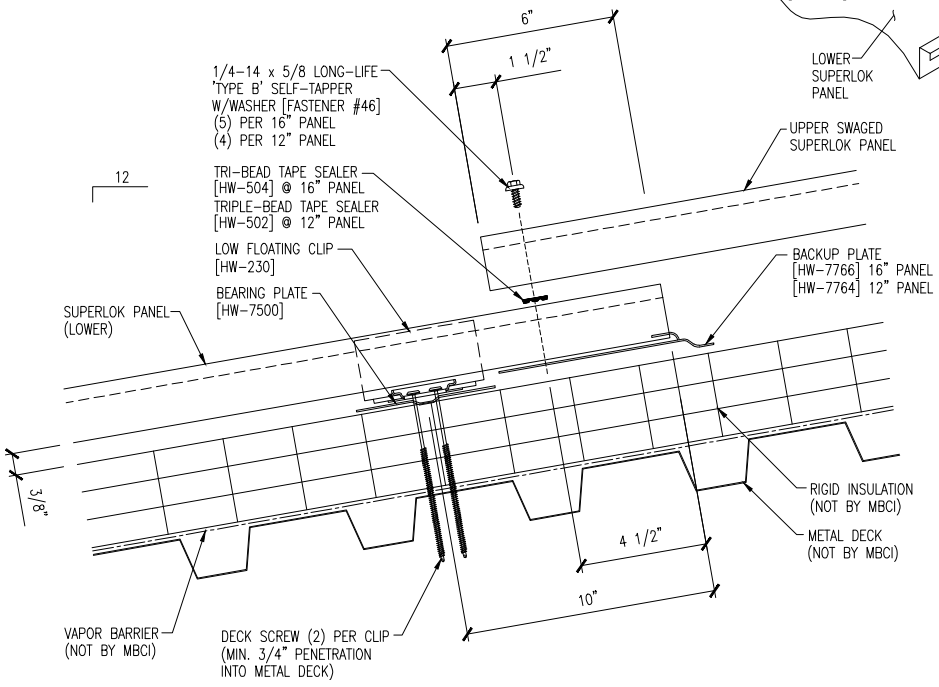 6"
1 1/2"
LOWER
SUPERLOK
PANEL
1/4-14 x 5/8 LONG-LIFE
'TYPE B' SELF-TAPPER
W/WASHER [FASTENER #46]
(5) PER 16" PANEL
(4) PER 12" PANEL
UPPER SWAGED
SUPERLOK PANEL
12
TRI-BEAD TAPE SEALER
[HW-504] @ 16" PANEL
TRIPLE-BEAD TAPE SEALER
[HW-502] @ 12" PANEL
LOW FLOATING CLIP
[HW-230]
BACKUP PLATE
[HW-7766] 16" PANEL
[HW-7764] 12" PANEL
BEARING PLATE
[HW-7500]
SUPERLOK PANEL
(LOWER)
3/8"
RIGID INSULATION
(NOT BY MBCI)
METAL DECK
(NOT BY MBCI)
4 1/2"
10"
VAPOR BARRIER
(NOT BY MBCI)
DECK SCREW (2) PER CLIP
(MIN. 3/4" PENETRATION
INTO METAL DECK)